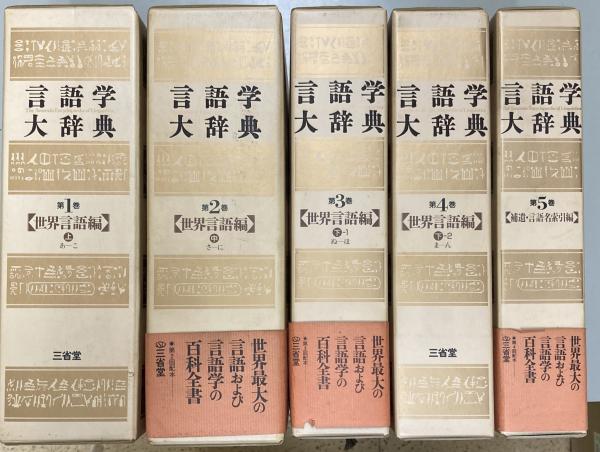 言語学
大辞典
第1巻
【世界言語編】
上
あ—こ
三省堂
言語学
大辞典
第2巻
【世界言語編】
中
さ—に
世界最大の
言語および
言語学の
百科全書
三省堂
言語学
大辞典
第3巻
【世界言語編】
下-1
ぬ—ほ
世界最大の
言語および
言語学の
百科全書
三省堂
言語学
大辞典
第4巻
【世界言語編】
下-2
ま—ん
三省堂
言語学
大辞典
第5巻
【補遺・言語名索引編】
世界最大の
言語および
言語学の
百科全書
三省堂